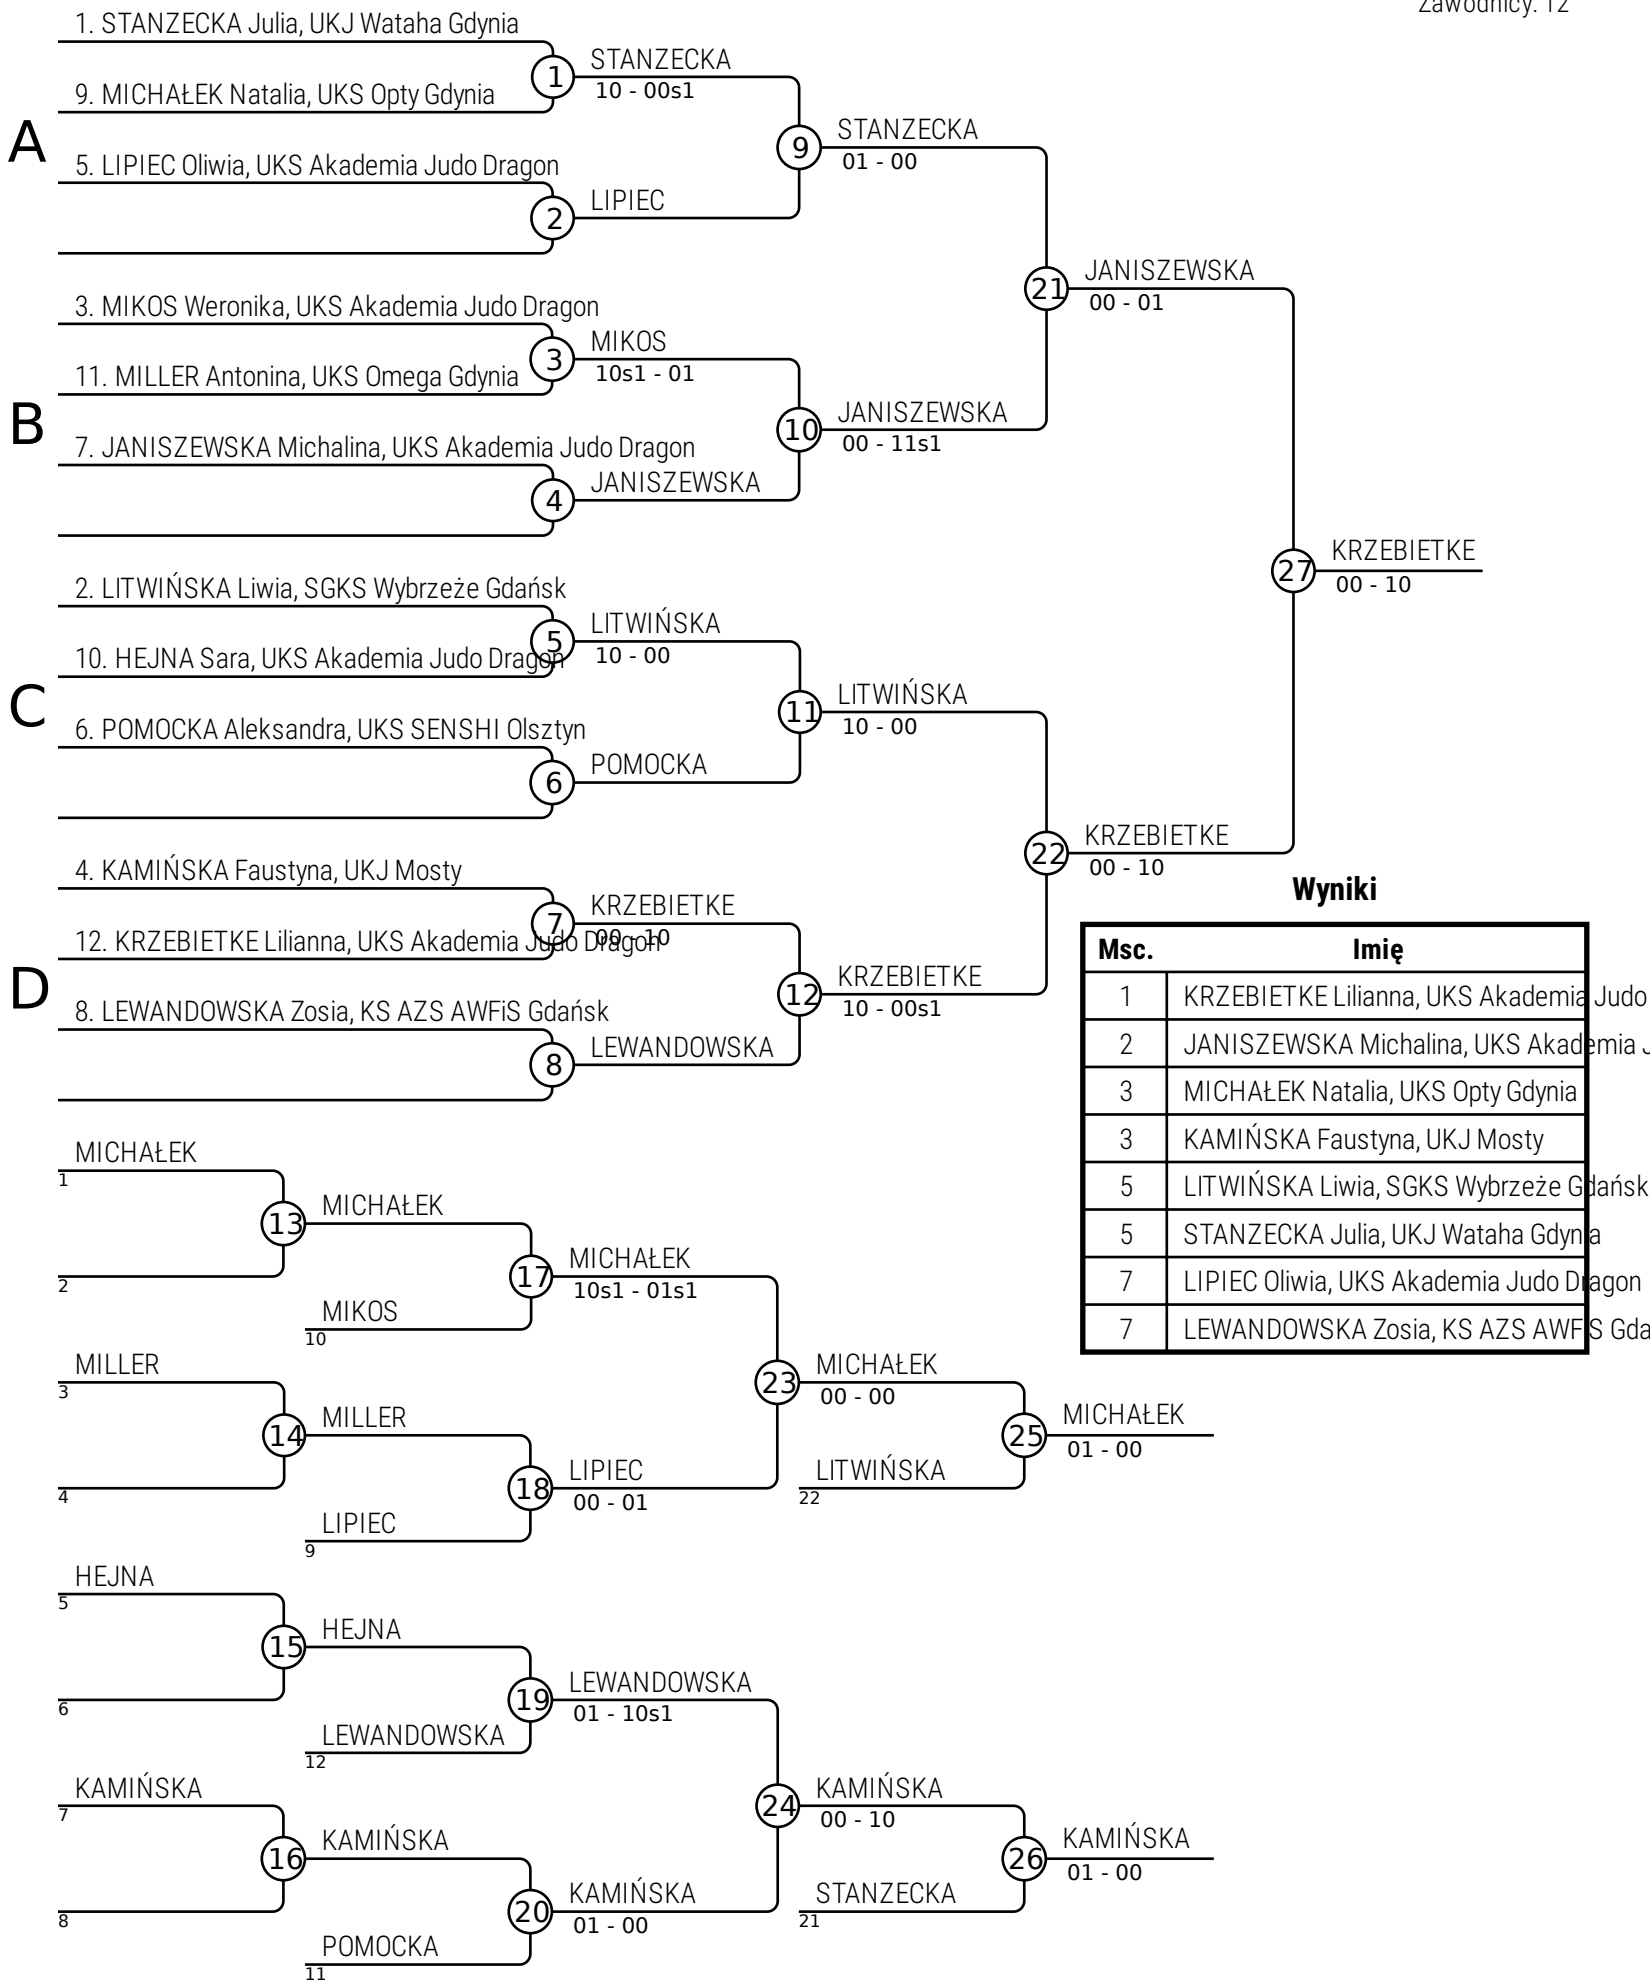 Zawodnicy: 12
1. STANZECKA Julia, UKJ Wataha Gdynia
9. MICHAŁEK Natalia, UKS Opty Gdynia
1
STANZECKA
10 - 00s1
A
5. LIPIEC Oliwia, UKS Akademia Judo Dragon
2
LIPIEC
9
STANZECKA
01 - 00
3. MIKOS Weronika, UKS Akademia Judo Dragon
11. MILLER Antonina, UKS Omega Gdynia
3
MIKOS
10s1 - 01
B
7. JANISZEWSKA Michalina, UKS Akademia Judo Dragon
4
JANISZEWSKA
10
JANISZEWSKA
00 - 11s1
21
JANISZEWSKA
00 - 01
2. LITWIŃSKA Liwia, SGKS Wybrzeże Gdańsk
10. HEJNA Sara, UKS Akademia Judo Dragon
5
LITWIŃSKA
10 - 00
C
6. POMOCKA Aleksandra, UKS SENSHI Olsztyn
6
POMOCKA
11
LITWIŃSKA
10 - 00
4. KAMIŃSKA Faustyna, UKJ Mosty
12. KRZEBIETKE Lilianna, UKS Akademia Judo Dragon
7
KRZEBIETKE
00 - 10
D
8. LEWANDOWSKA Zosia, KS AZS AWFiS Gdańsk
8
LEWANDOWSKA
12
KRZEBIETKE
10 - 00s1
22
KRZEBIETKE
00 - 10
27
KRZEBIETKE
00 - 10
Wyniki
Msc. Imię
1 KRZEBIETKE Lilianna, UKS Akademia Judo
2 JANISZEWSKA Michalina, UKS Akademia J
3 MICHAŁEK Natalia, UKS Opty Gdynia
3 KAMIŃSKA Faustyna, UKJ Mosty
5 LITWIŃSKA Liwia, SGKS Wybrzeże Gdańsk
5 STANZECKA Julia, UKJ Wataha Gdynia
7 LIPIEC Oliwia, UKS Akademia Judo Dragon
7 LEWANDOWSKA Zosia, KS AZS AWFiS Gda
MICHAŁEK
1
2
13
MICHAŁEK
MIKOS
10
17
MICHAŁEK
10s1 - 01s1
MILLER
3
4
14
MILLER
LIPIEC
9
18
LIPIEC
00 - 01
23
MICHAŁEK
00 - 00
LITWIŃSKA
22
25
MICHAŁEK
01 - 00
HEJNA
5
6
15
HEJNA
LEWANDOWSKA
12
19
LEWANDOWSKA
01 - 10s1
KAMIŃSKA
7
8
16
KAMIŃSKA
POMOCKA
11
20
KAMIŃSKA
01 - 00
24
KAMIŃSKA
00 - 10
STANZECKA
21
26
KAMIŃSKA
01 - 00